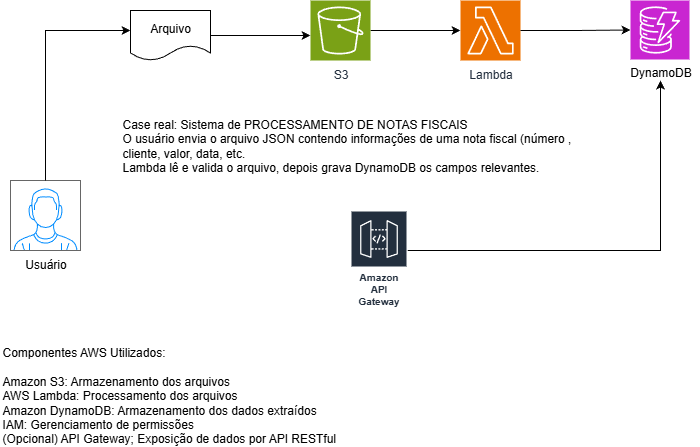 Arquivo
S3
Lambda
DynamoDB
Case real: Sistema de PROCESSAMENTO DE NOTAS FISCAIS
O usuário envia o arquivo JSON contendo informações de uma nota fiscal (número ,
cliente, valor, data, etc.
Lambda lê e valida o arquivo, depois grava DynamoDB os campos relevantes.
Usuário
Amazon
API
Gateway
Componentes AWS Utilizados:
Amazon S3: Armazenamento dos arquivos
AWS Lambda: Processamento dos arquivos
Amazon DynamoDB: Armazenamento dos dados extraídos
IAM: Gerenciamento de permissões
(Opcional) API Gateway; Exposição de dados por API RESTful